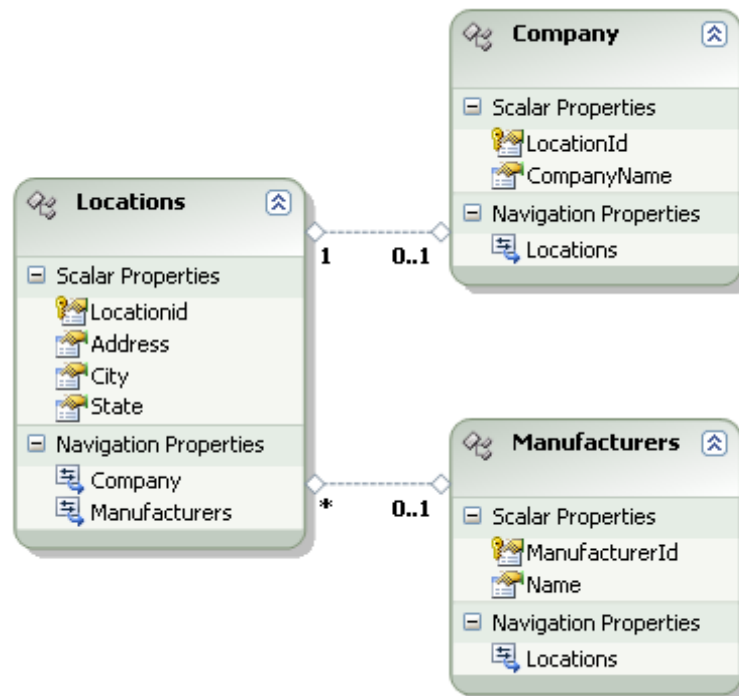 Company
Scalar Properties
LocationId
CompanyName
Navigation Properties
Locations
Locations
Scalar Properties
Locationid
Address
City
State
Navigation Properties
Company
Manufacturers
1 0..1
* 0..1
Manufacturers
Scalar Properties
ManufacturerId
Name
Navigation Properties
Locations